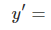 y′ =